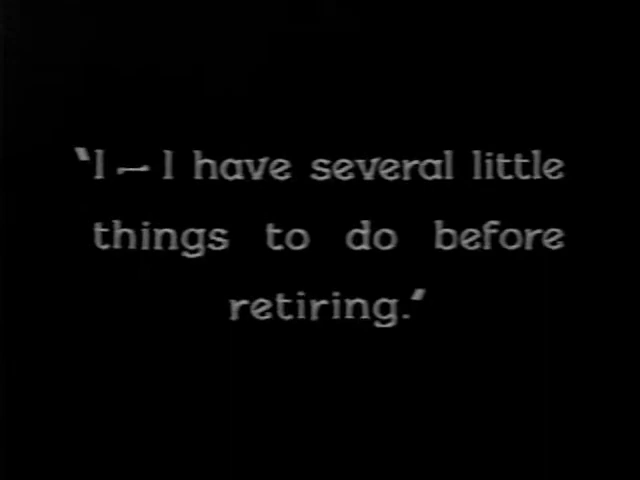 "I — I have several little
things to do before
retiring."